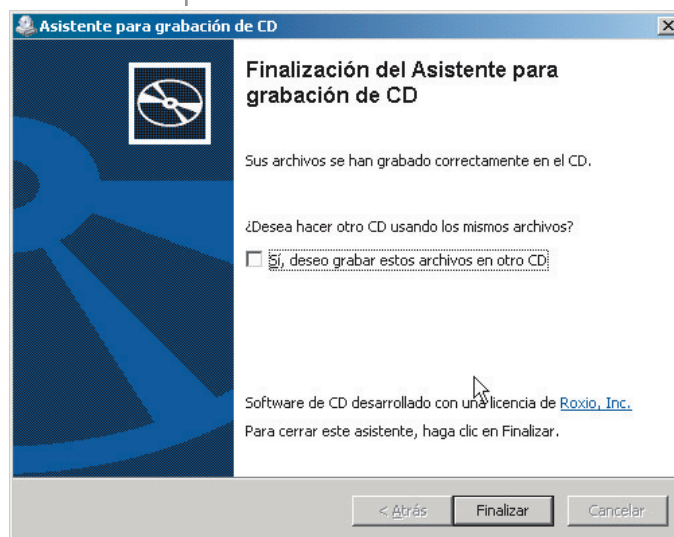 Asistente para grabación de CD
Finalización del Asistente para
grabación de CD
Sus archivos se han grabado correctamente en el CD.
¿Desea hacer otro CD usando los mismos archivos?
Sí, deseo grabar estos archivos en otro CD
Software de CD desarrollado con una licencia de Roxio, Inc.
Para cerrar este asistente, haga clic en Finalizar.
< Atrás Finalizar Cancelar